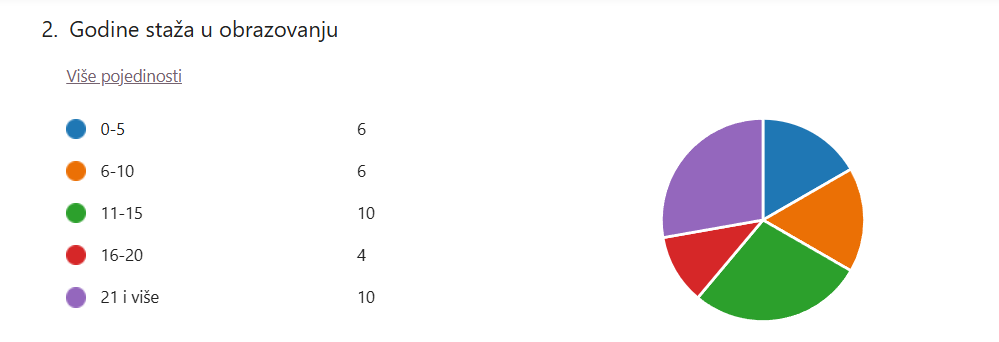 2. Godine staža u obrazovanju
Više pojedinosti
0-5 6
6-10 6
11-15 10
16-20 4
21 i više 10